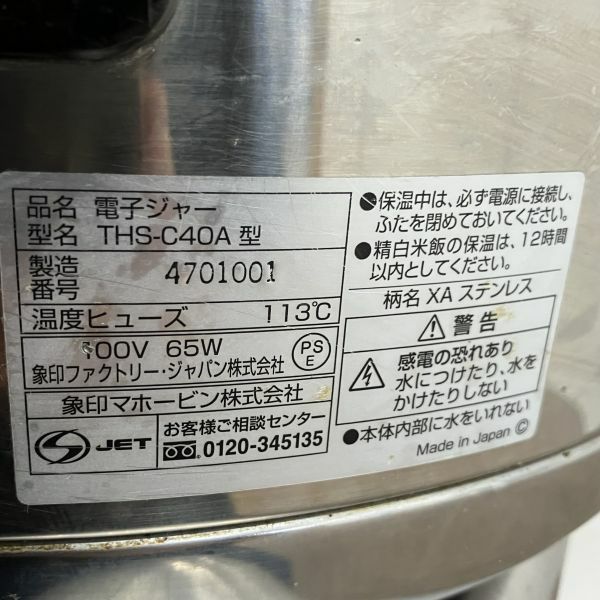 品名 電子ジャー
型名 THS-C40A 型
製造番号 4701001
温度ヒューズ 113℃
100V 65W
象印ファクトリー・ジャパン株式会社
PS
E
象印マホービン株式会社
JET
お客様ご相談センター
0120-345135
●保温中は、必ず電源に接続し、
ふたを閉めておいてください。
●精白米飯の保温は、12時間
以内としてください。
柄名 XA ステンレス
警告
感電の恐れあり
水につけたり、水を
かけたりしない
●本体内部に水をいれない
Made in Japan Ⓒ